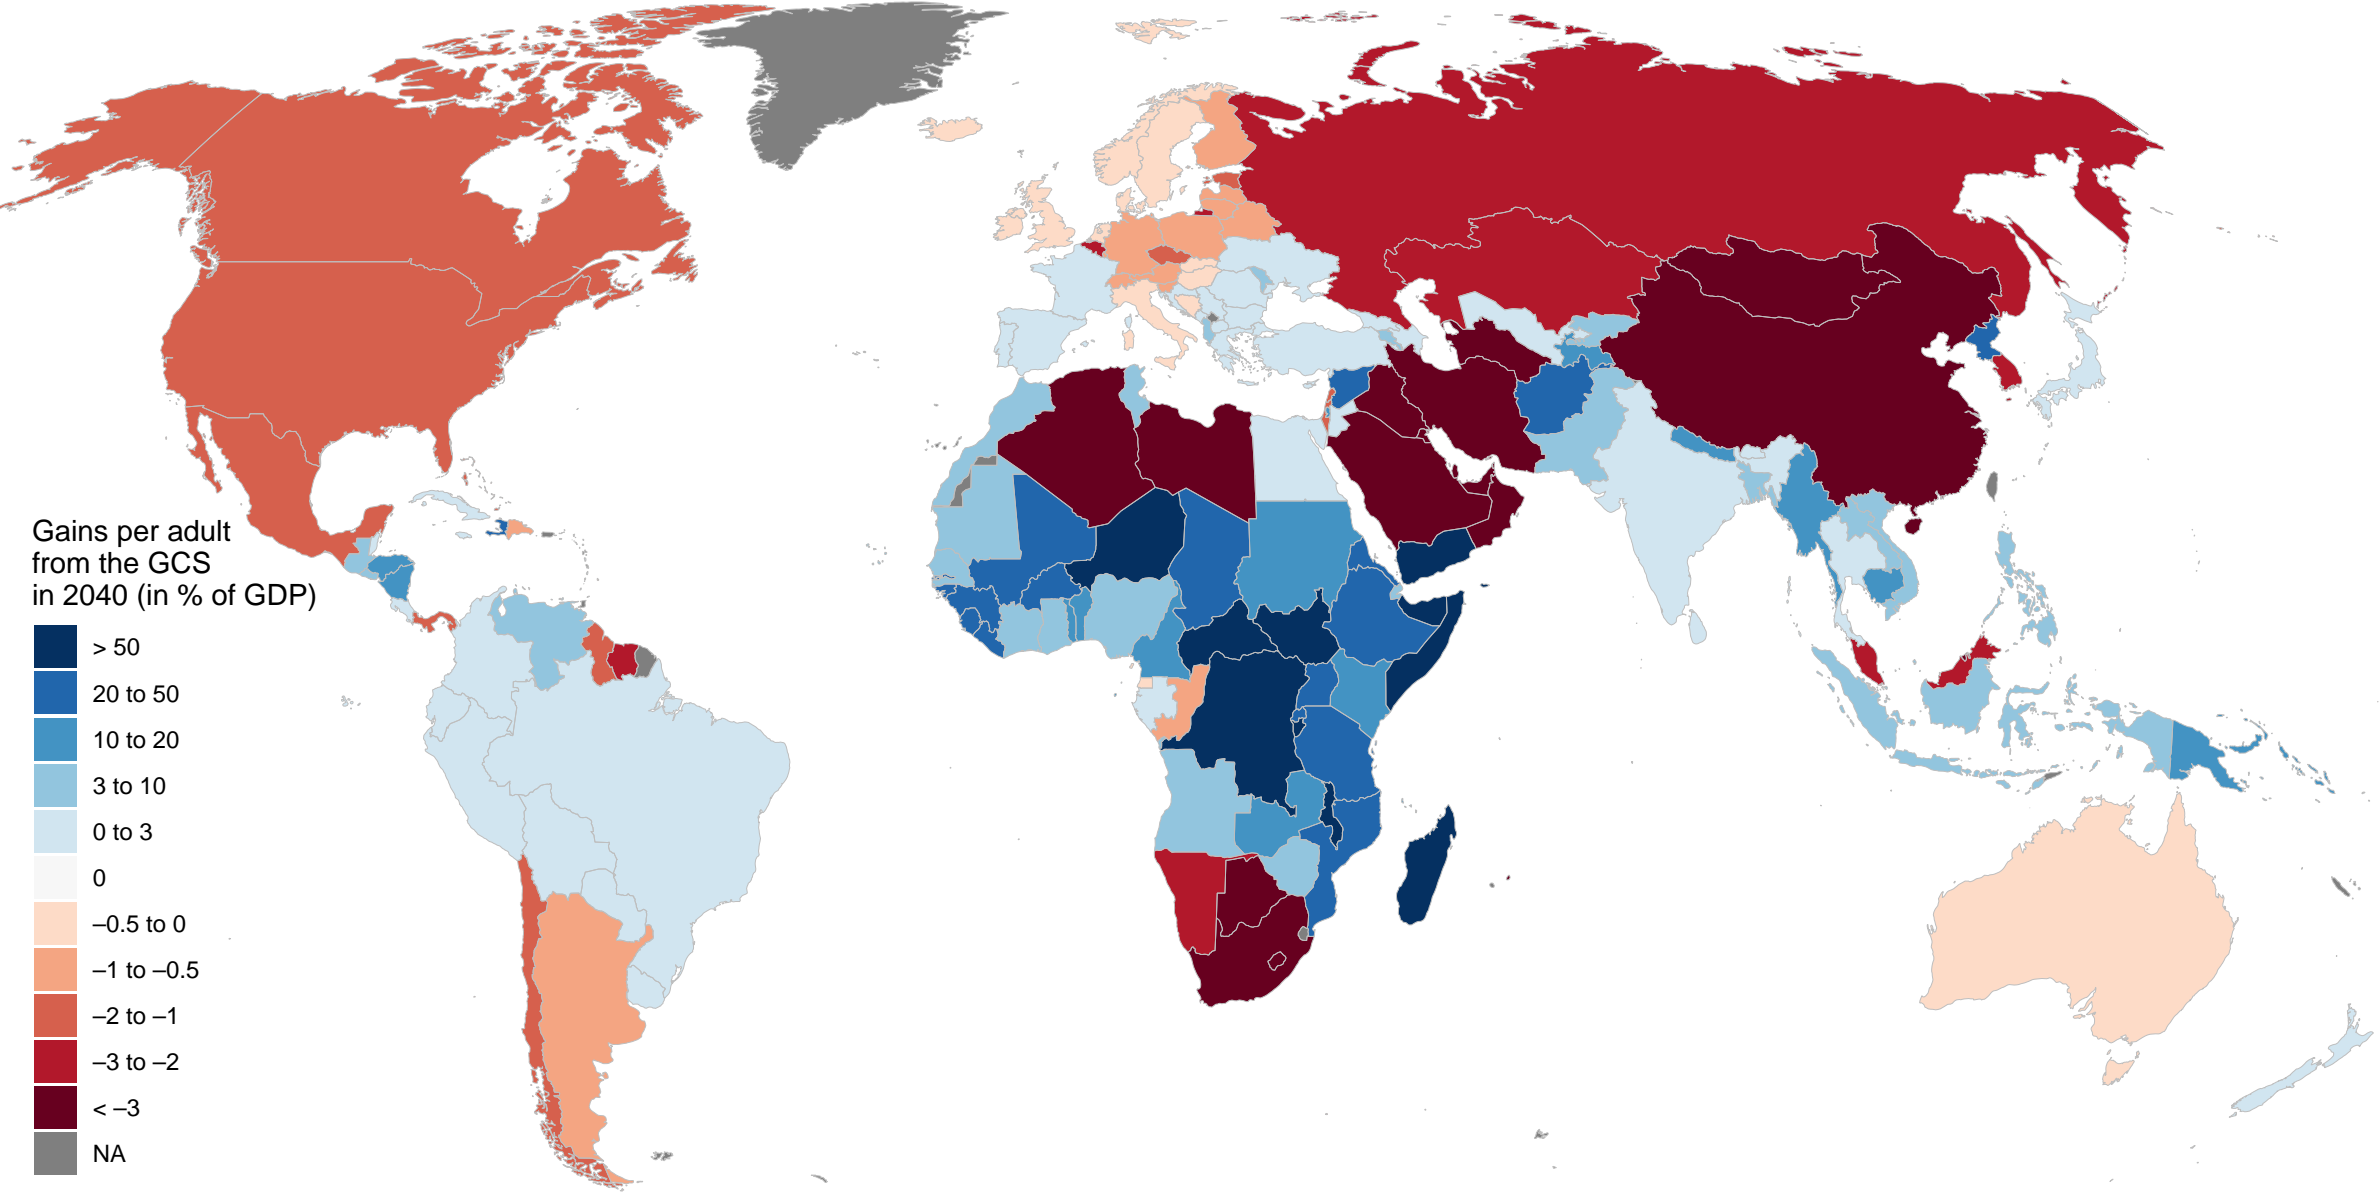 Gains per adult
from the GCS
in 2040 (in % of GDP)
> 50
20 to 50
10 to 20
3 to 10
0 to 3
0
–0.5 to 0
–1 to –0.5
–2 to –1
–3 to –2
< –3
NA